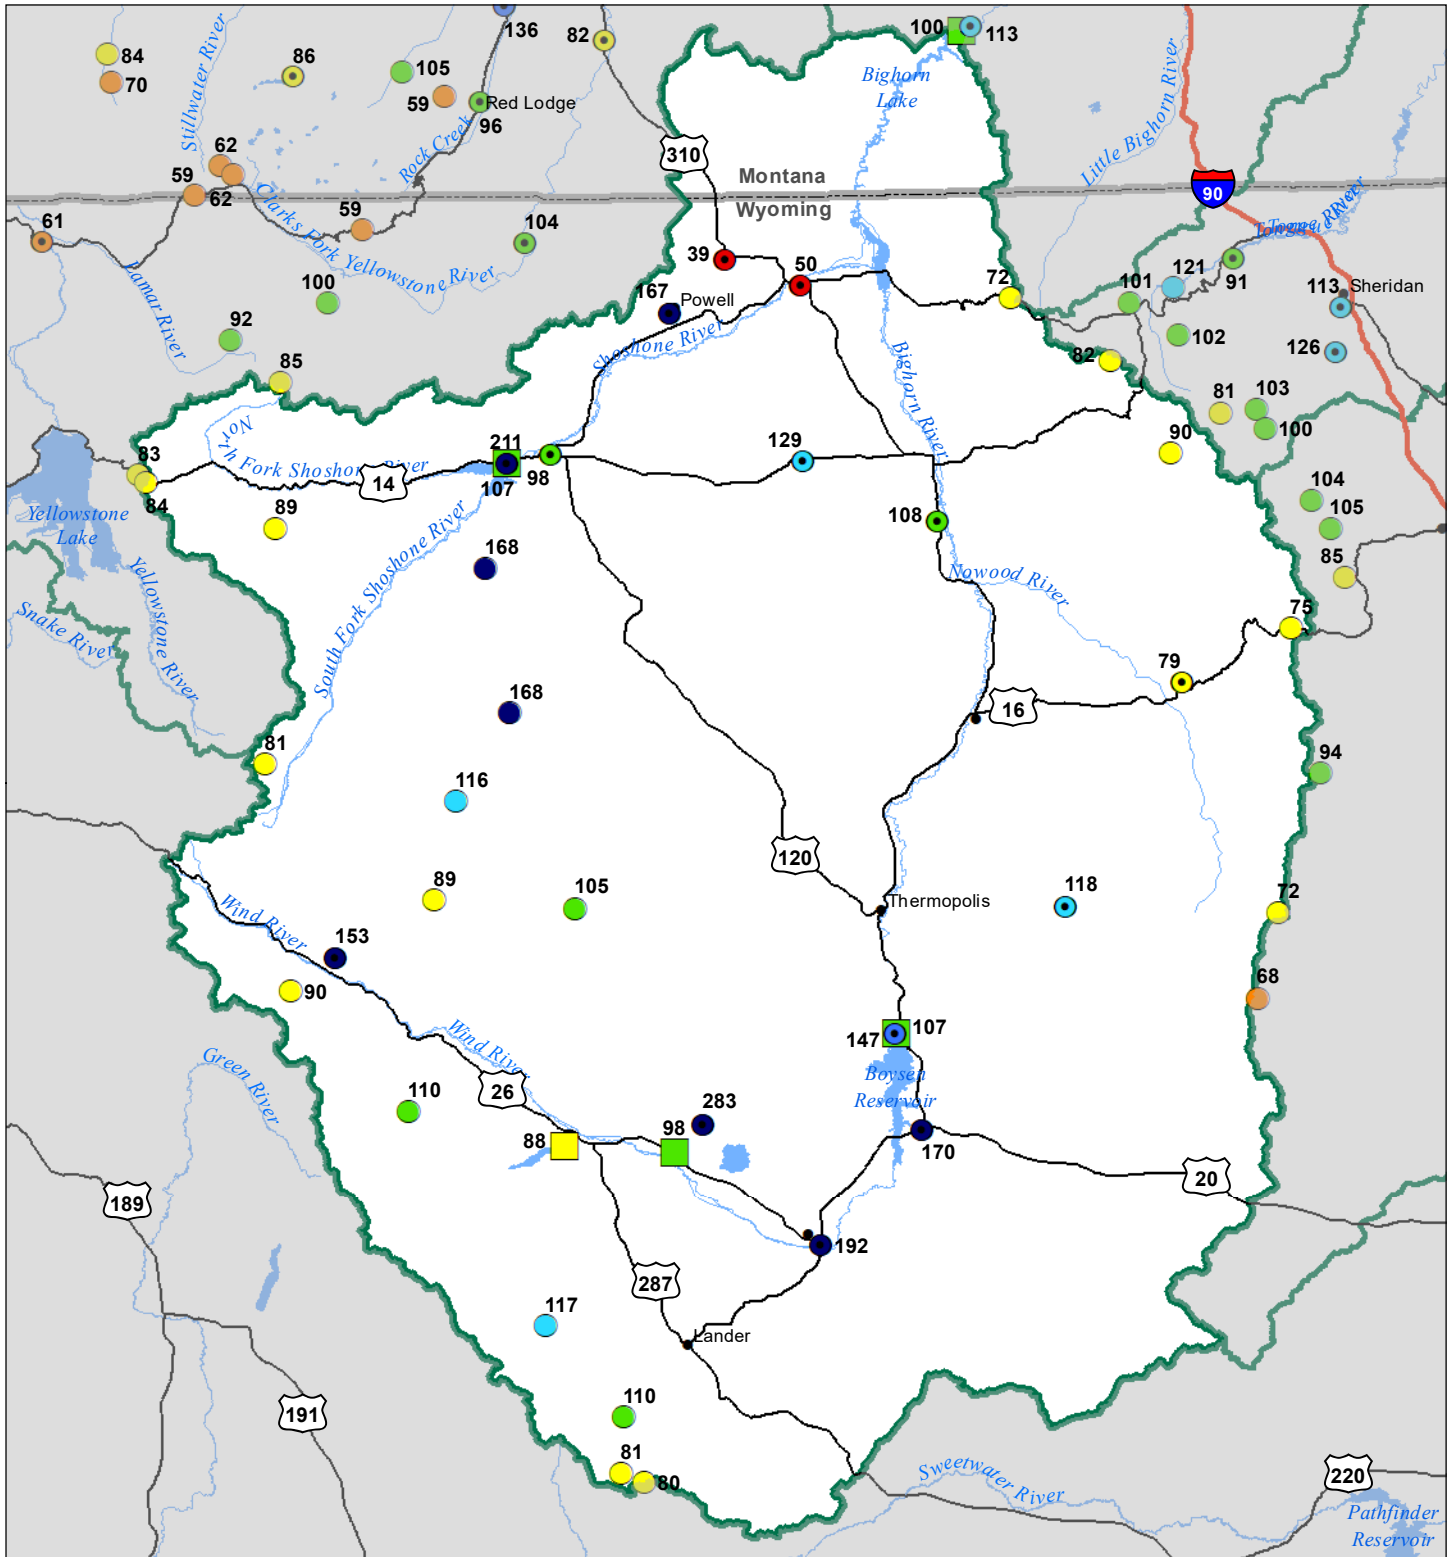 136
82
100
113
84
70
86
105
59
Red Lodge
96
Stillwater River
Rock Creek
Bighorn
Lake
Little Bighorn River
310
62
59
62
Clarks Fork Yellowstone River
Montana
Wyoming
90
Tongue River
Tongue River
61
59
104
39
50
72
101
121
91
113
Sheridan
Lamar River
100
167
Powell
Shoshone River
92
102
126
85
82
Bighorn River
81
103
100
North Fork Shoshone River
83
84
14
211
107
98
129
90
108
104
105
85
Yellowstone
Lake
89
168
South Fork Shoshone River
Yellowstone River
Snake River
Nowood River
75
79
16
168
81
94
116
120
89
105
Thermopolis
118
72
Wind River
153
90
68
107
147
Wind River
Boysen
Reservoir
Green River
26
110
283
88
98
170
20
189
192
287
117
Lander
191
110
81
80
Sweetwater River
220
Pathfinder
Reservoir